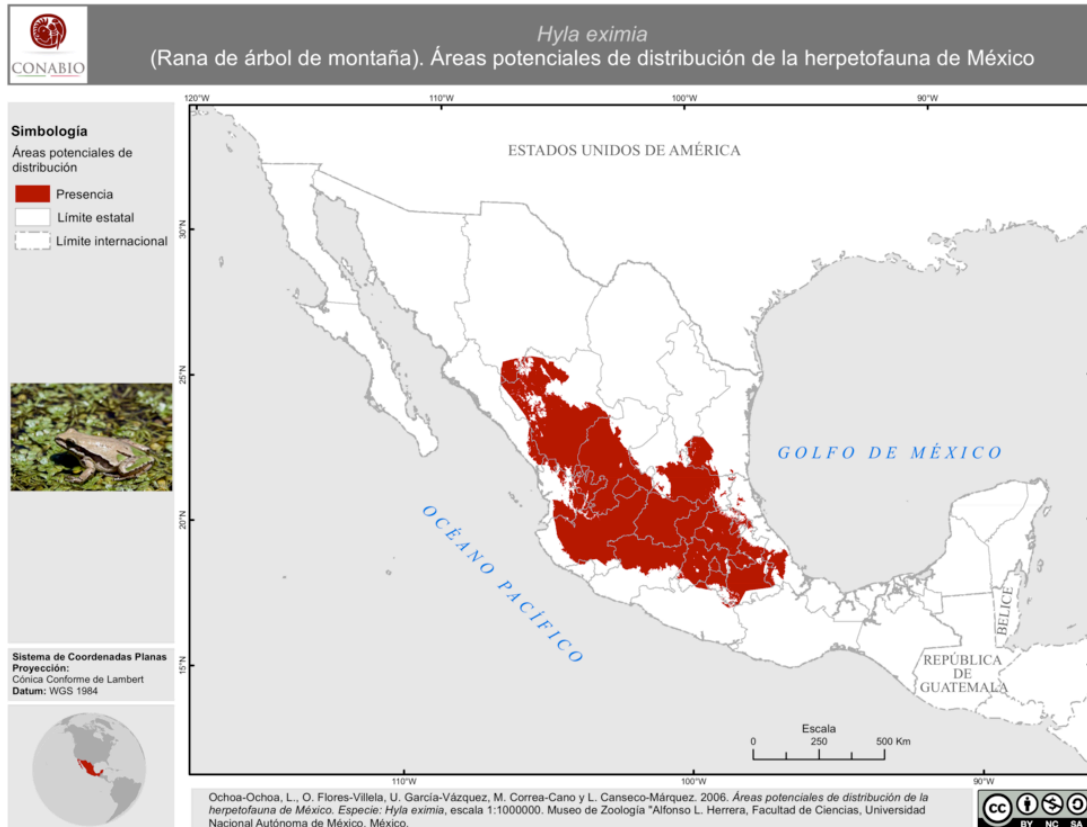 CONABIO
Hyla eximia
(Rana de árbol de montaña). Áreas potenciales de distribución de la herpetofauna de México
120°W
110°W
100°W
90°W
Simbología
Áreas potenciales de
distribución
Presencia
Límite estatal
Límite internacional
ESTADOS UNIDOS DE AMÉRICA
30°N
25°N
20°N
15°N
GOLFO DE MÉXICO
OCÉANO PACÍFICO
BELICE
REPÚBLICA
DE
GUATEMALA
Sistema de Coordenadas Planas
Proyección:
Cónica Conforme de Lambert
Datum: WGS 1984
Escala
0 250 500 Km
110°W
100°W
90°W
Ochoa-Ochoa, L., O. Flores-Villela, U. García-Vázquez, M. Correa-Cano y L. Canseco-Márquez. 2006. Áreas potenciales de distribución de la
herpetofauna de México. Especie: Hyla eximia, escala 1:1000000. Museo de Zoología "Alfonso L. Herrera, Facultad de Ciencias, Universidad
Nacional Autónoma de México. México.
cc
BY NC SA